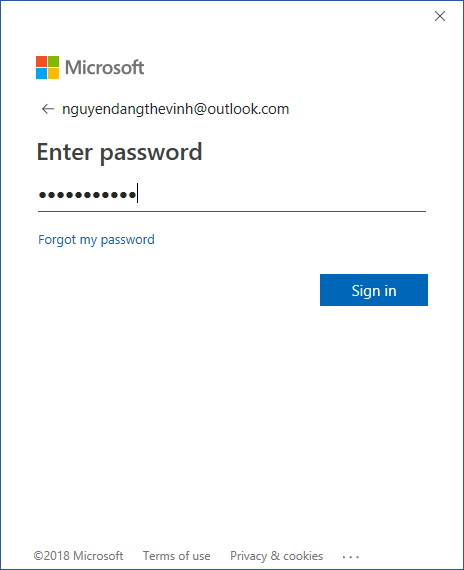 Microsoft
nguyendangthevinh@outlook.com
Enter password
●●●●●●●●●●●
Forgot my password
Sign in
©2018 Microsoft Terms of use Privacy & cookies ...